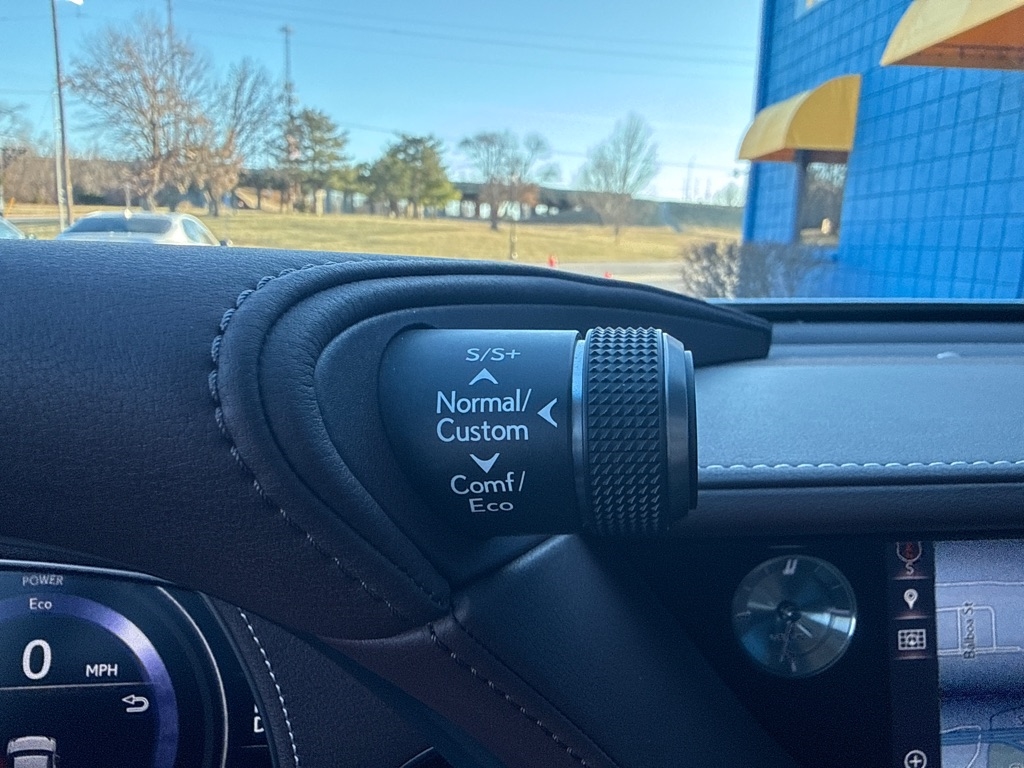 S/S+
Normal/
Custom
Comf/
Eco
POWER
Eco
0
MPH
S
Balboa St